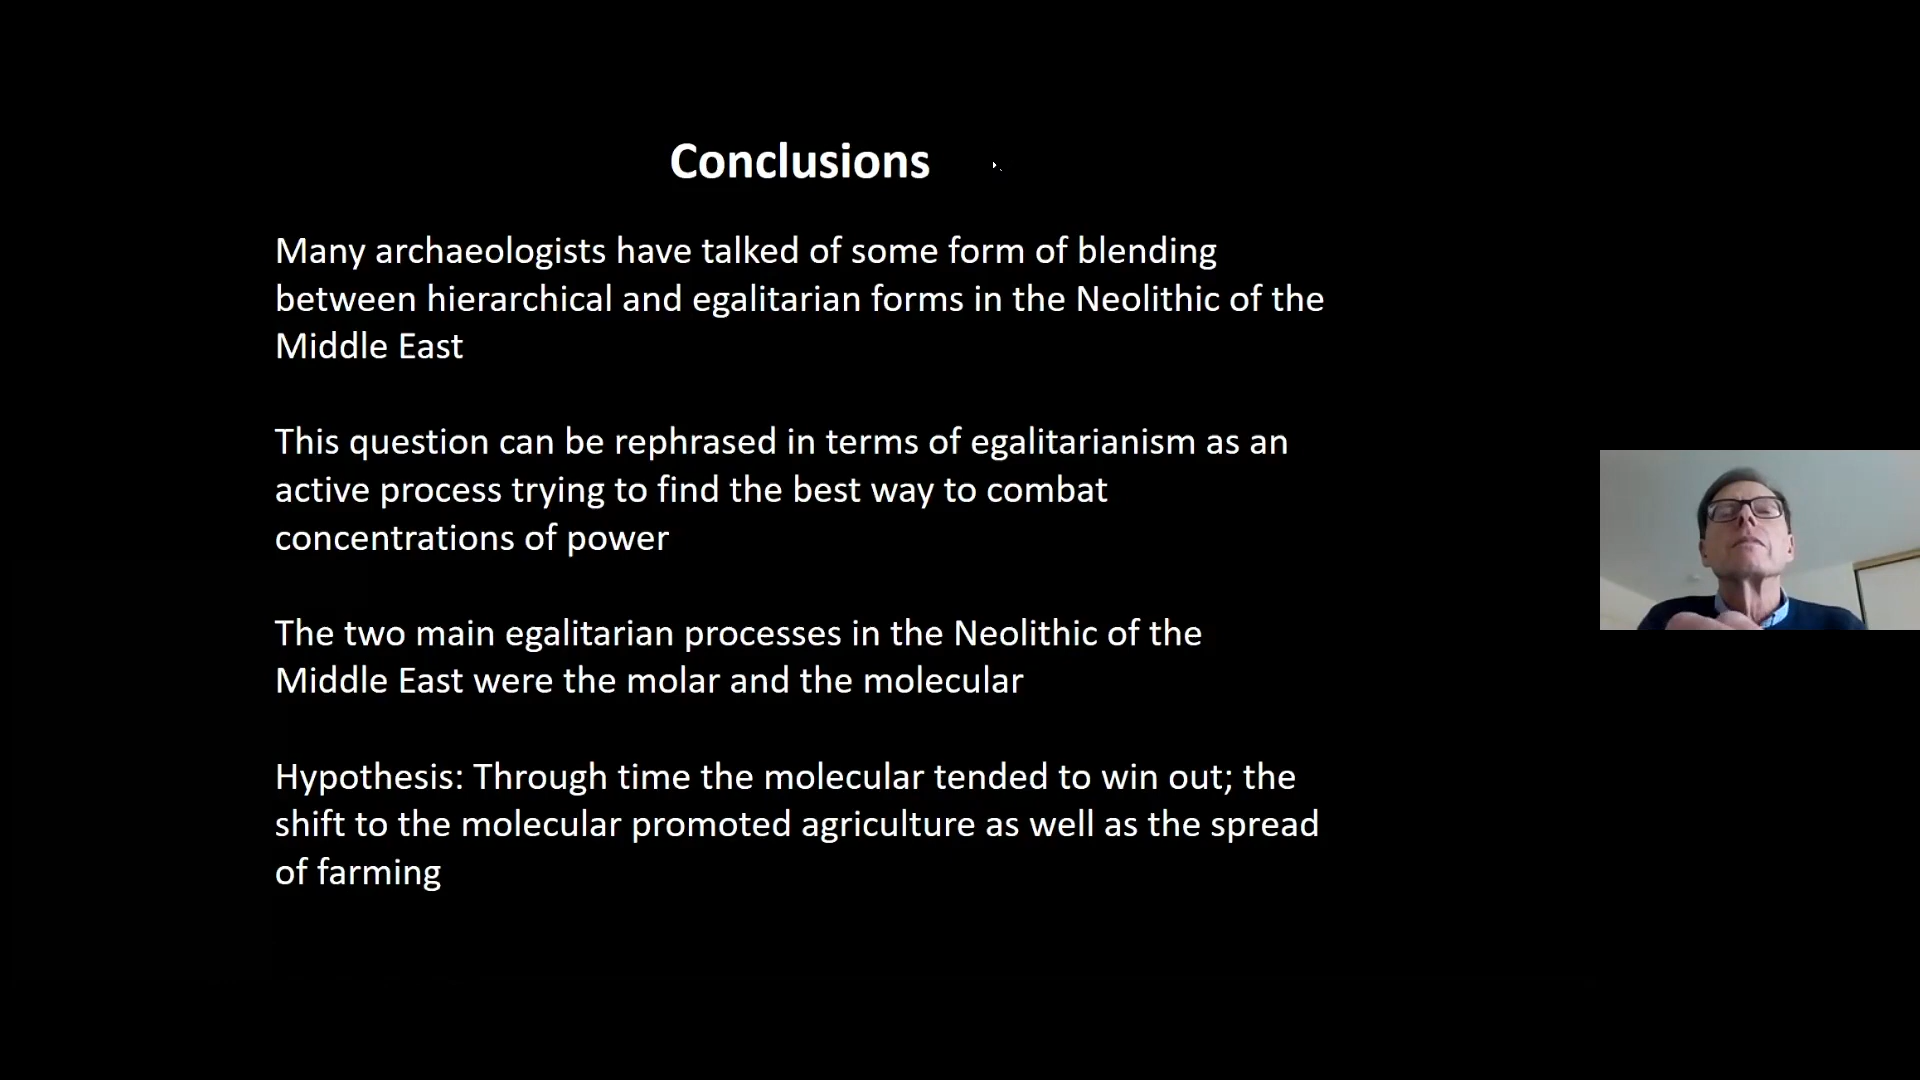 Conclusions
Many archaeologists have talked of some form of blending
between hierarchical and egalitarian forms in the Neolithic of the
Middle East
This question can be rephrased in terms of egalitarianism as an
active process trying to find the best way to combat
concentrations of power
The two main egalitarian processes in the Neolithic of the
Middle East were the molar and the molecular
Hypothesis: Through time the molecular tended to win out; the
shift to the molecular promoted agriculture as well as the spread
of farming